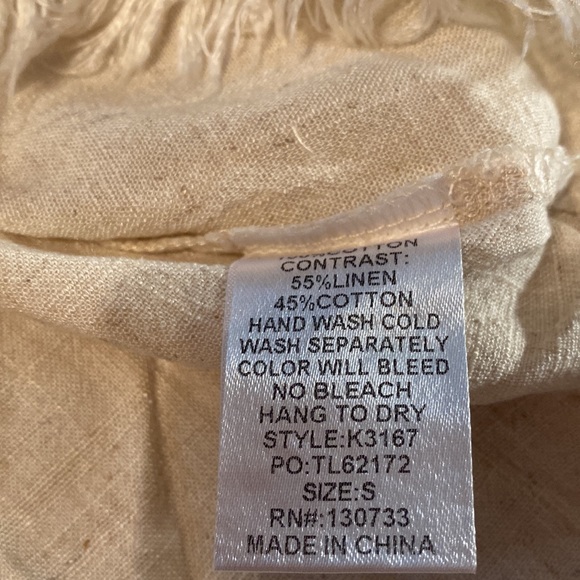 COTTON
CONTRAST:
55%LINEN
45%COTTON
HAND WASH COLD
WASH SEPARATELY
COLOR WILL BLEED
NO BLEACH
HANG TO DRY
STYLE:K3167
PO:TL62172
SIZE:S
RN#:130733
MADE IN CHINA